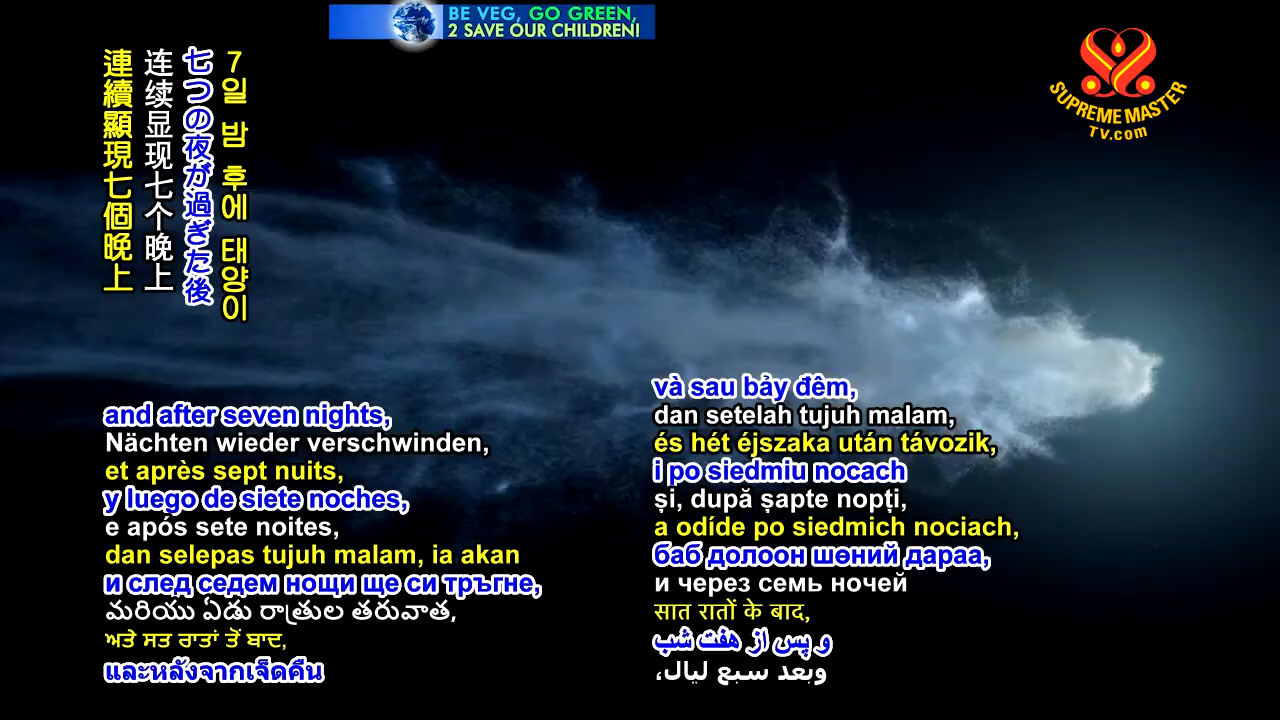 BE VEG, GO GREEN,
2 SAVE OUR CHILDREN!
SUPREME MASTER
TV.com
7일 밤 후에 태양이
七つの夜が過ぎた後
连续显现七个晚上
連續顯現七個晚上
and after seven nights,
Nächten wieder verschwinden,
et après sept nuits,
y luego de siete noches,
e após sete noites,
dan selepas tujuh malam, ia akan
и след седем нощи ще си тръгне,
మరియు ఏడు రాత్రుల తరువాత,
ਅਤੇ ਸਤ ਰਾਤਾਂ ਤੋਂ ਬਾਦ,
และหลังจากเจ็ดคืน
và sau bảy đêm,
dan setelah tujuh malam,
és hét éjszaka után távozik,
i po siedmiu nocach
și, după șapte nopți,
a odíde po siedmich nociach,
баб долоон шөний дараа,
и через семь ночей
सात रातों के बाद,
و پس از هفت شب
وبعد سبع ليال،